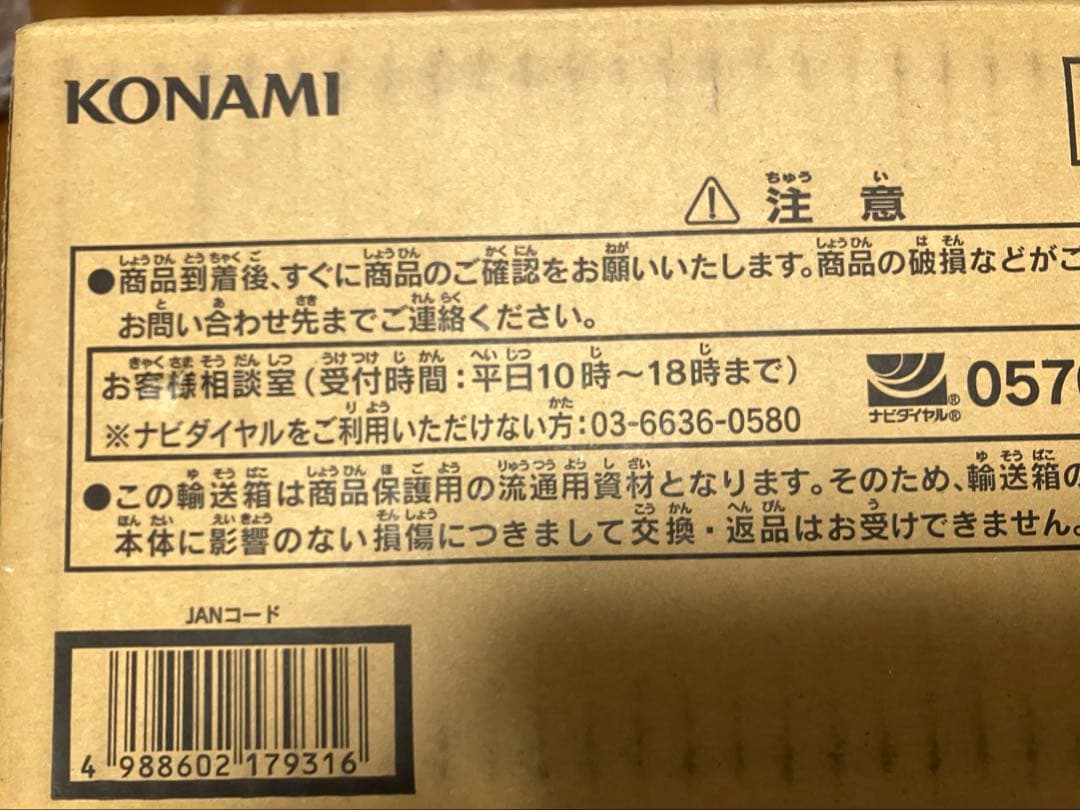 KONAMI
⚠ 注意
●商品到着後、すぐに商品のご確認をお願いいたします。商品の破損などがご
お問い合わせ先までご連絡ください。
お客様相談室(受付時間:平日10時～18時まで)
ナビダイヤル® 0570
※ナビダイヤルをご利用いただけない方:03-6636-0580
●この輸送箱は商品保護用の流通用資材となります。そのため、輸送箱の
本体に影響のない損傷につきまして交換・返品はお受けできません。
JANコード
4 988602 179316